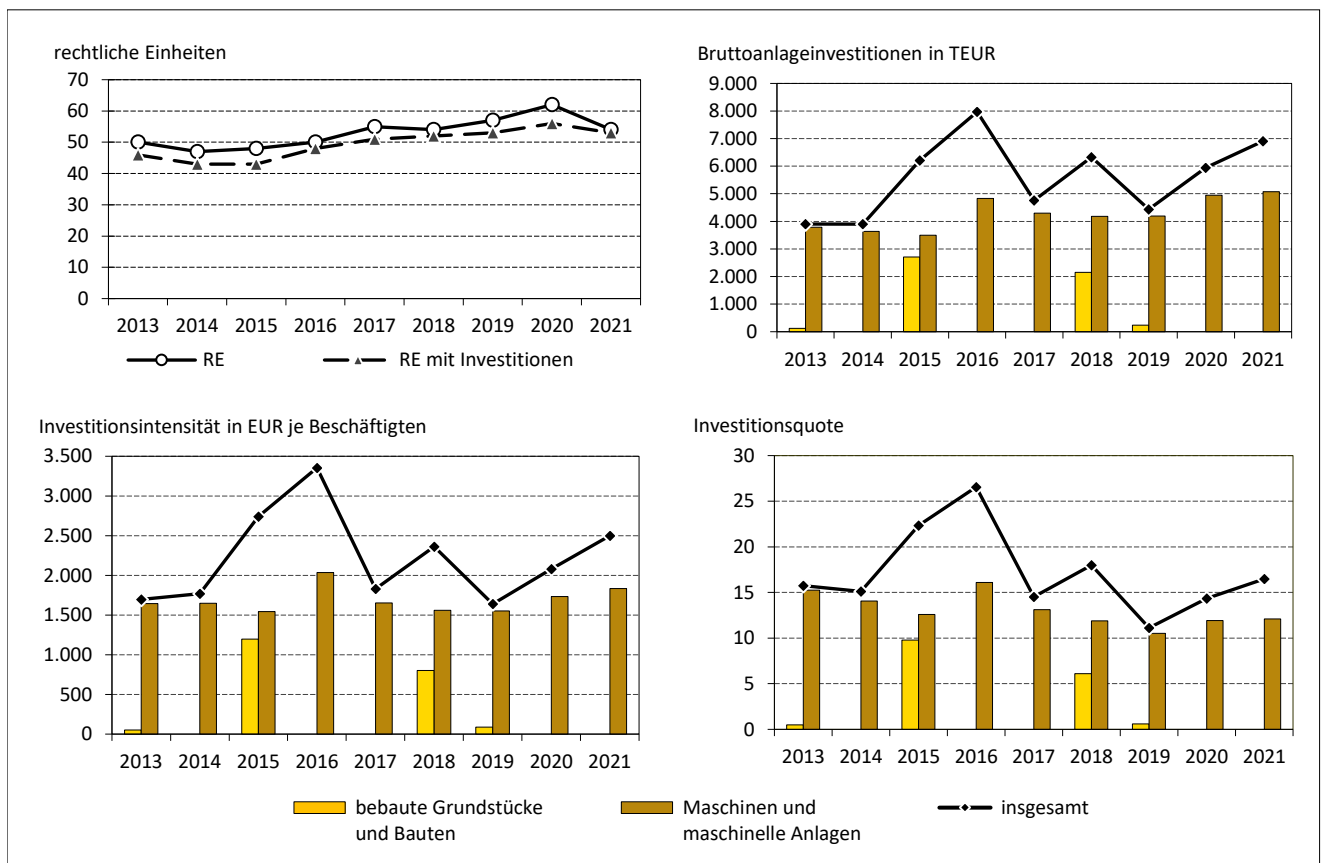 rechtliche Einheiten
70
60
50
40
30
20
10
0
2013 2014 2015 2016 2017 2018 2019 2020 2021
RE RE mit Investitionen
Bruttoanlageinvestitionen in TEUR
9.000
8.000
7.000
6.000
5.000
4.000
3.000
2.000
1.000
0
2013 2014 2015 2016 2017 2018 2019 2020 2021
Investitionsintensität in EUR je Beschäftigten
3.500
3.000
2.500
2.000
1.500
1.000
500
0
2013 2014 2015 2016 2017 2018 2019 2020 2021
Investitionsquote
30
25
20
15
10
5
0
2013 2014 2015 2016 2017 2018 2019 2020 2021
bebaute Grundstücke
und Bauten
Maschinen und
maschinelle Anlagen
insgesamt